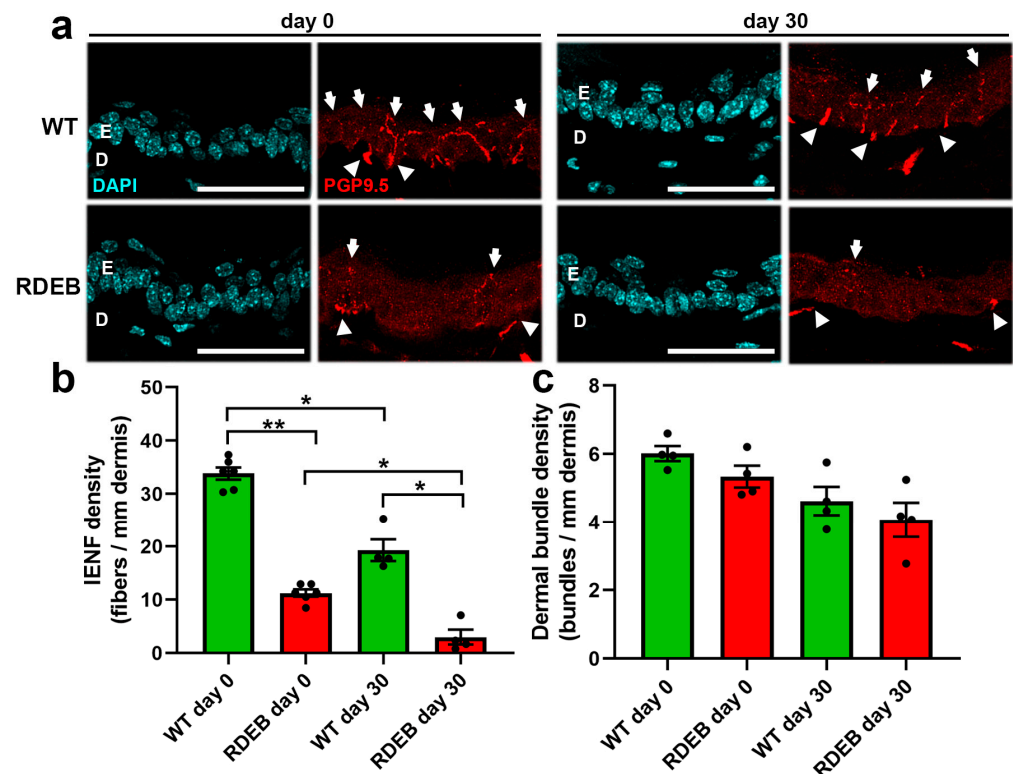 a
day 0
day 30
WT
E
D
DAPI
PGP9.5
E
D
RDEB
E
D
E
D
b
IENF density
(fibers / mm dermis)
50
40
30
20
10
0
*
**
*
*
WT day 0
RDEB day 0
WT day 30
RDEB day 30
c
Dermal bundle density
(bundles / mm dermis)
8
6
4
2
0
WT day 0
RDEB day 0
WT day 30
RDEB day 30